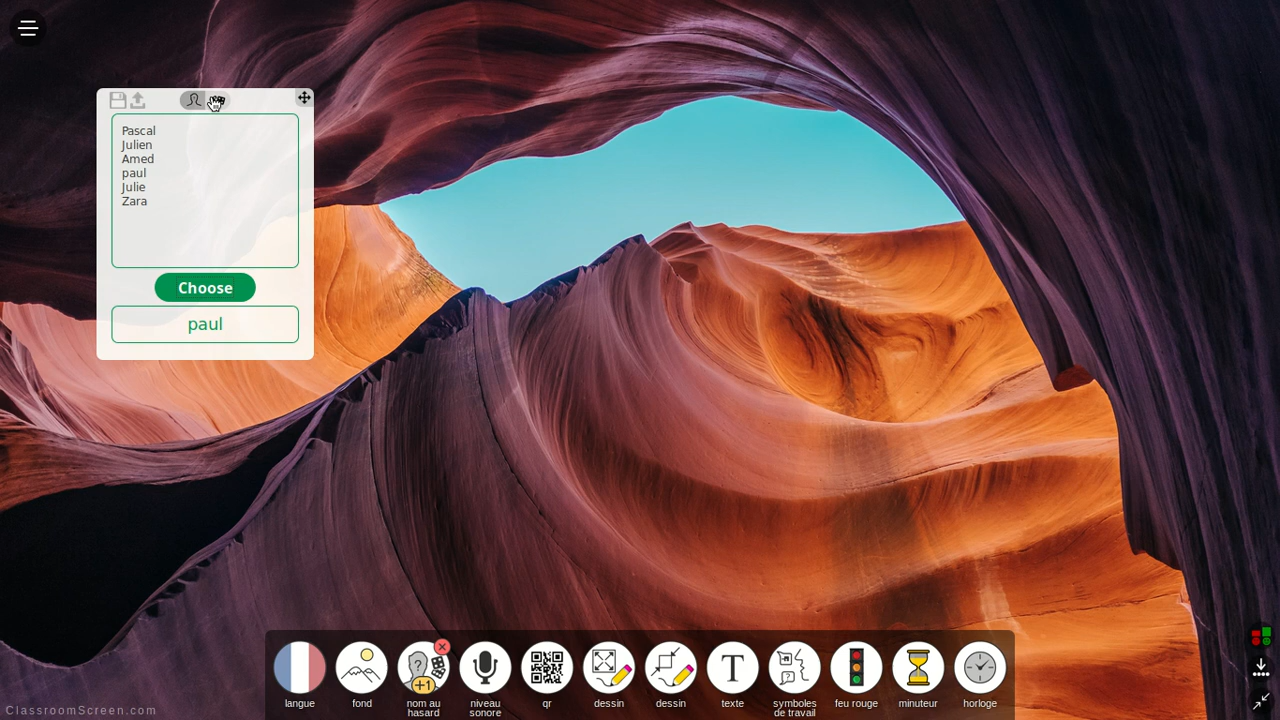 Pascal
Julien
Amed
paul
Julie
Zara
Choose
paul
?
+1
T
?
langue
fond
nom au
hasard
niveau
sonore
qr
dessin
dessin
texte
symboles
de travail
feu rouge
minuteur
horloge
ClassroomScreen.com